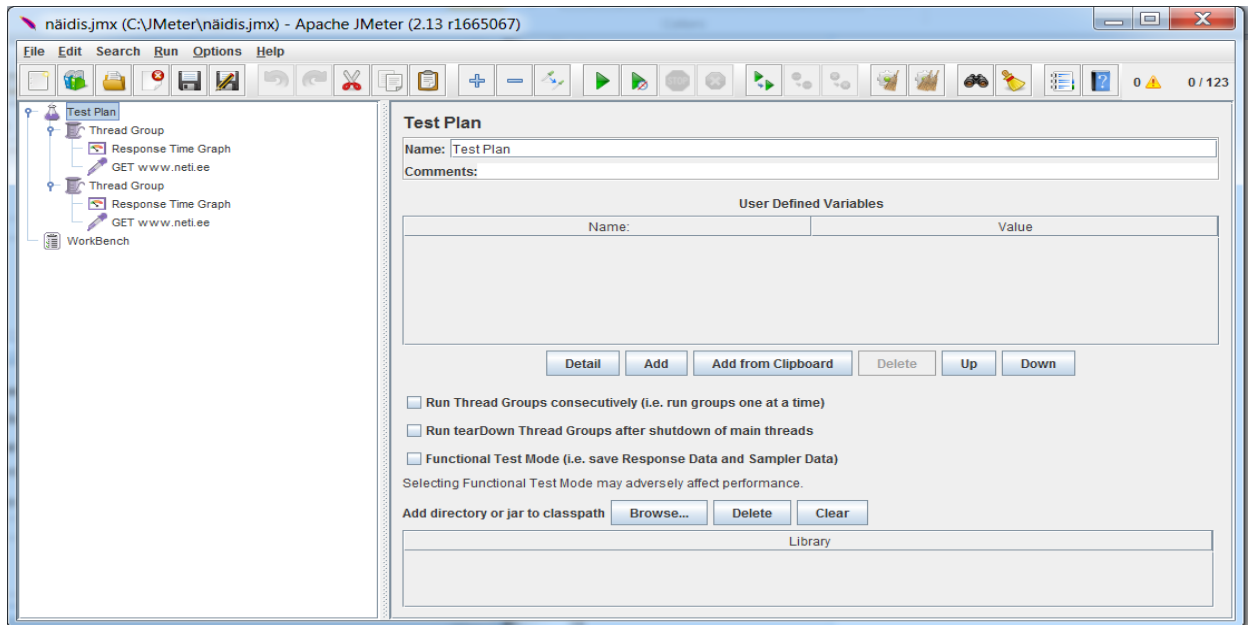 näidis.jmx (C:\JMeter\näidis.jmx) - Apache JMeter (2.13 r1665067)
File Edit Search Run Options Help
0 0 / 123
Test Plan
Thread Group
Response Time Graph
GET www.neti.ee
Thread Group
Response Time Graph
GET www.neti.ee
WorkBench
Test Plan
Name: Test Plan
Comments:
User Defined Variables
Name: Value
Detail Add Add from Clipboard Delete Up Down
Run Thread Groups consecutively (i.e. run groups one at a time)
Run tearDown Thread Groups after shutdown of main threads
Functional Test Mode (i.e. save Response Data and Sampler Data)
Selecting Functional Test Mode may adversely affect performance.
Add directory or jar to classpath Browse... Delete Clear
Library